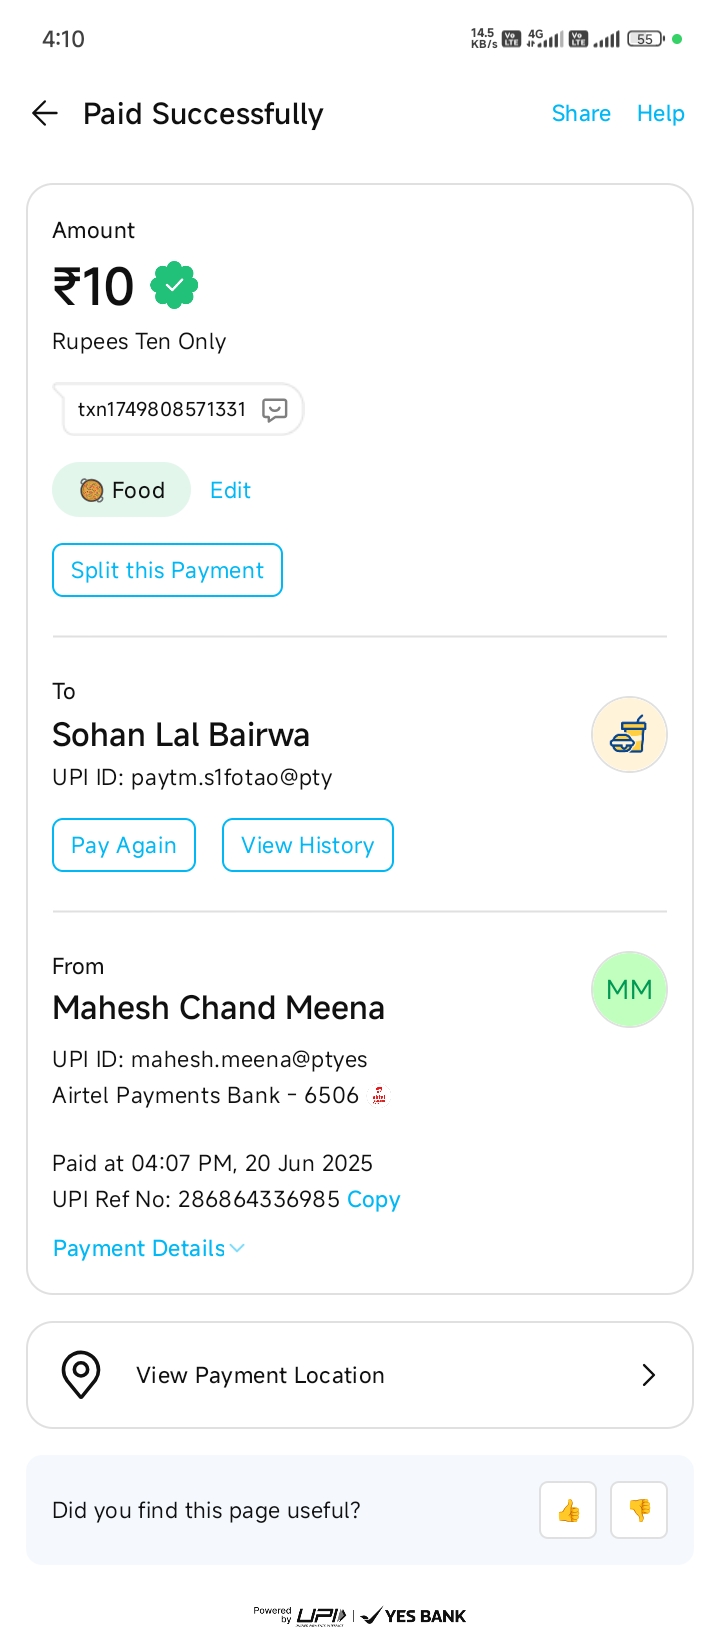 4:10
14.5 KB/s Vo LTE 4G Vo LTE 55
Paid Successfully Share Help
Amount
₹10
Rupees Ten Only
txn1749808571331
Food Edit
Split this Payment
To
Sohan Lal Bairwa
UPI ID: paytm.s1fotao@pty
Pay Again View History
From
MM
Mahesh Chand Meena
UPI ID: mahesh.meena@ptyes
Airtel Payments Bank - 6506
Paid at 04:07 PM, 20 Jun 2025
UPI Ref No: 286864336985 Copy
Payment Details
View Payment Location
Did you find this page useful?
Powered by UPI | YES BANK